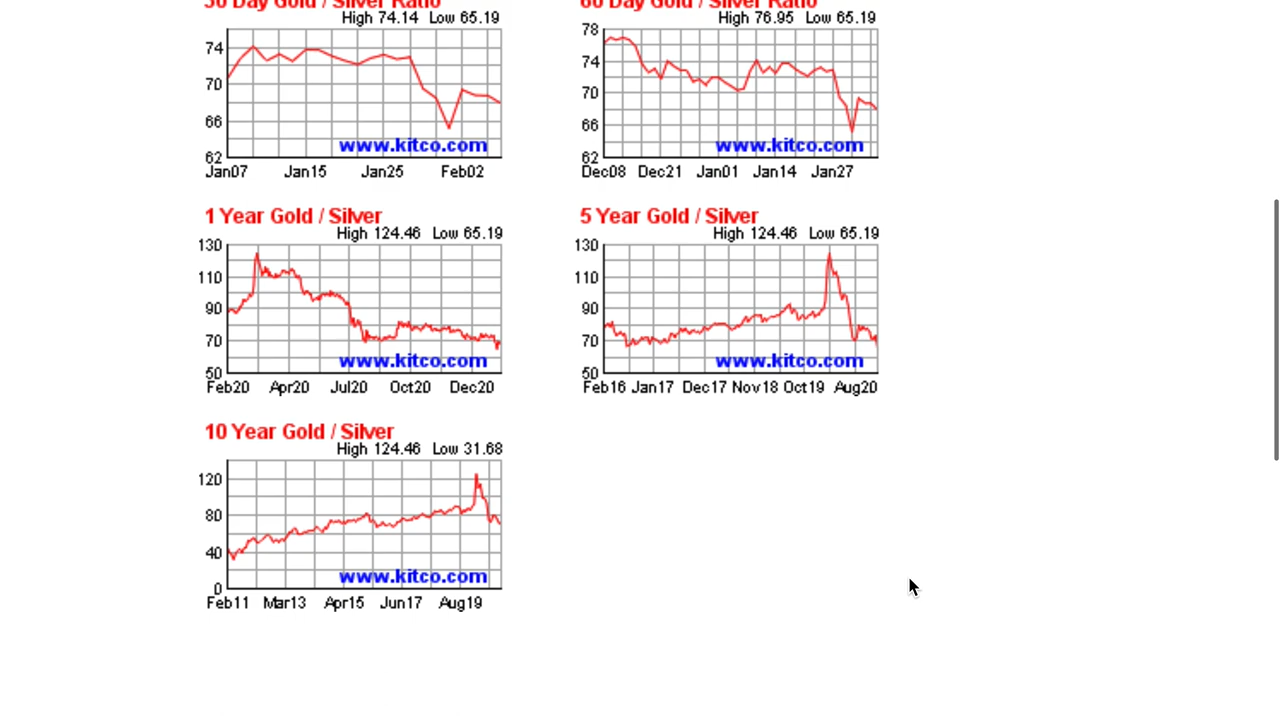 30 Day Gold / Silver Ratio
High 74.14 Low 65.19
74
70
66
62
www.kitco.com
Jan07 Jan15 Jan25 Feb02
60 Day Gold / Silver Ratio
High 76.95 Low 65.19
78
74
70
66
62
www.kitco.com
Dec08 Dec21 Jan01 Jan14 Jan27
1 Year Gold / Silver
High 124.46 Low 65.19
130
110
90
70
50
www.kitco.com
Feb20 Apr20 Jul20 Oct20 Dec20
5 Year Gold / Silver
High 124.46 Low 65.19
130
110
90
70
50
www.kitco.com
Feb16 Jan17 Dec17 Nov18 Oct19 Aug20
10 Year Gold / Silver
High 124.46 Low 31.68
120
80
40
0
www.kitco.com
Feb11 Mar13 Apr15 Jun17 Aug19